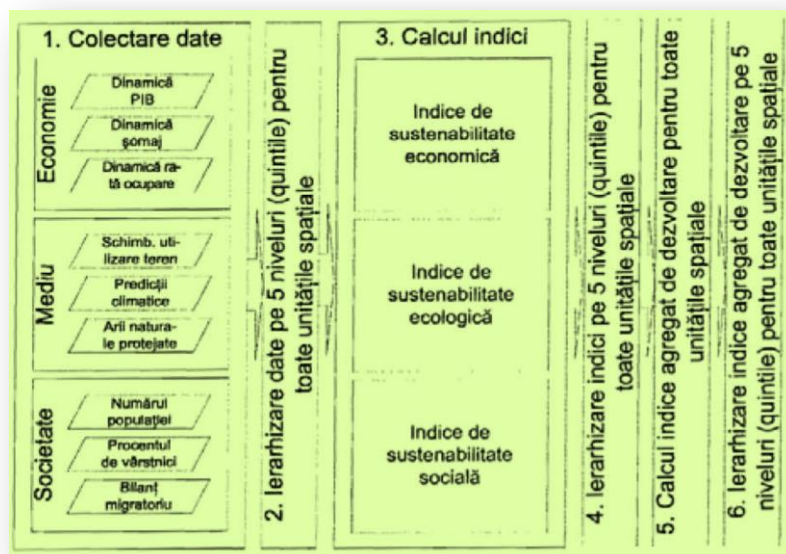 1. Colectare date
Economie
Dinamică
PIB
Dinamică
șomaj
Dinamică ra-
tă ocupare
Mediu
Schimb. uti-
lizare teren
Predicții
climatice
Arii natura-
le protejate
Societate
Numărul
populației
Procentul
de vârstnici
Bilanț
migratoriu
2. Ierarhizare date pe 5 niveluri (quintile) pentru
toate unitățile spațiale
3. Calcul indici
Indice de
sustenabilitate
economică
Indice de
sustenabilitate
ecologică
Indice de
sustenabilitate
socială
4. Ierarhizare indici pe 5 niveluri (quintile) pentru
toate unitățile spațiale
5. Calcul indice agregat de dezvoltare pentru toate
unitățile spațiale
6. Ierarhizare indice agregat de dezvoltare pe 5
niveluri (quintile) pentru toate unitățile spațiale